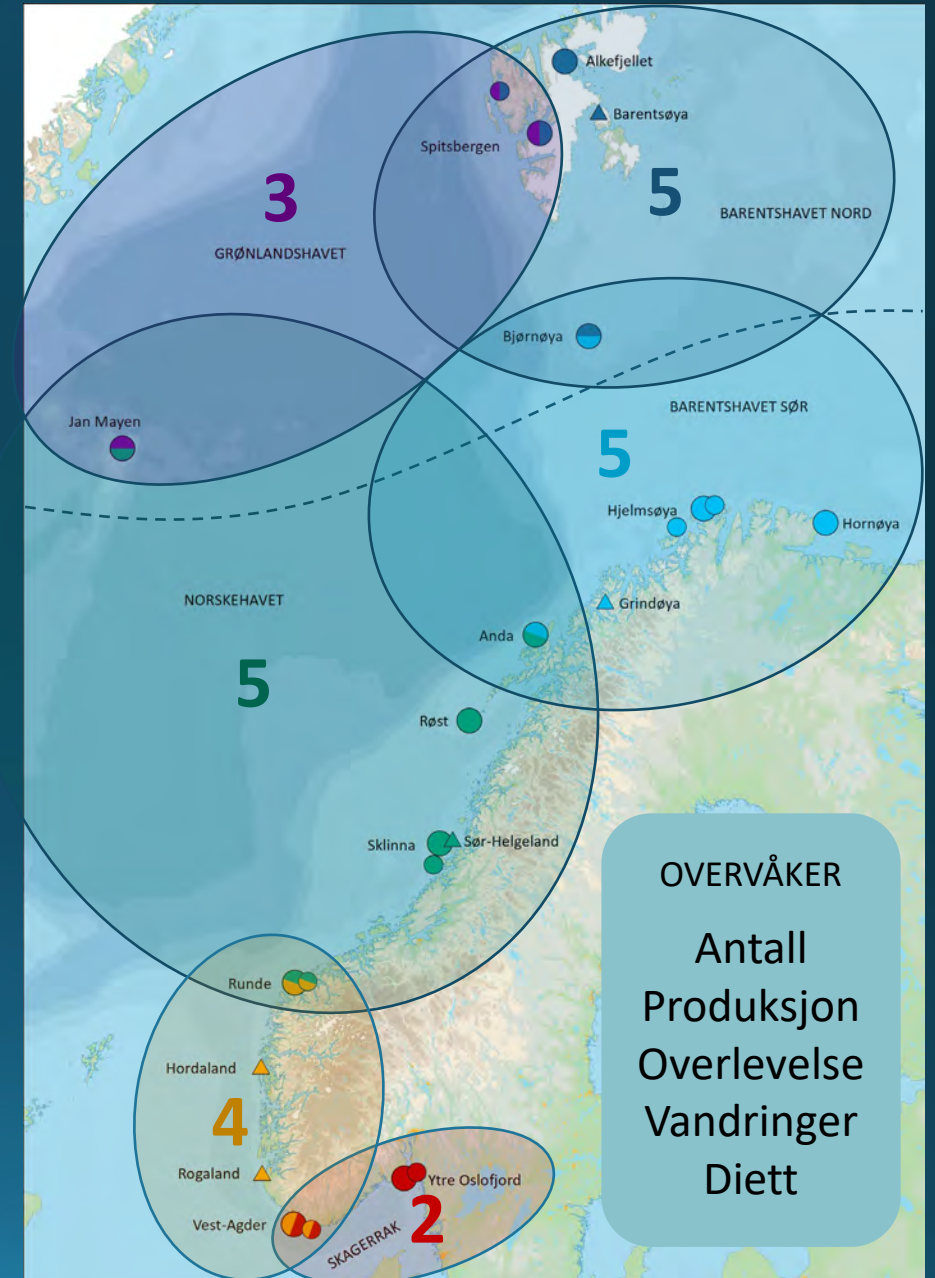 Alkefjellet
Barentsøya
Spitsbergen
3
5
BARENTSHAVET NORD
GRØNLANDSHAVET
Bjørnøya
BARENTSHAVET SØR
Jan Mayen
5
Hjelmsøya
Hornøya
NORSKEHAVET
Grindøya
Anda
5
Røst
Sklinna
Sør-Helgeland
OVERVÅKER
Antall
Produksjon
Overlevelse
Vandringer
Diett
Runde
Hordaland
4
Rogaland
Ytre Oslofjord
Vest-Agder
2
SKAGERRAK